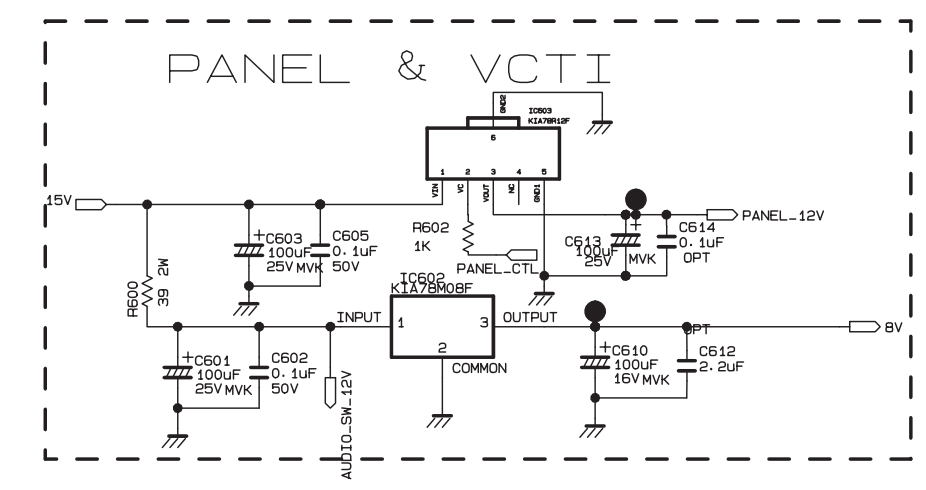 PANEL & VCTI
GND2
IC603
KIA78R12F
6
1 2 3 4 5
VIN
VC
VOUT
NC
GND1
15V
PANEL_12V
R602
1K
PANEL_CTL
+
C603
100uF
25V MVK
C605
0.1uF
50V
+
C613
100uF
25V
MVK
C614
0.1uF
OPT
R600
39 2W
IC602
KIA78M08F
INPUT
1
3
OUTPUT
2
COMMON
OPT
8V
+
C601
100uF
25V MVK
C602
0.1uF
50V
AUDIO_SW_12V
+
C610
100uF
16V MVK
C612
2.2uF